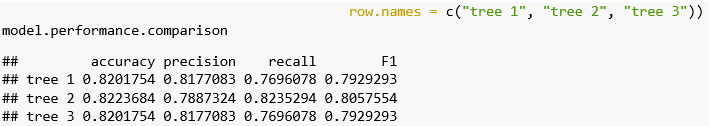 row.names = c("tree 1", "tree 2", "tree 3"))
model.performance.comparison
##         accuracy precision    recall        F1
## tree 1 0.8201754 0.8177083 0.7696078 0.7929293
## tree 2 0.8223684 0.7887324 0.8235294 0.8057554
## tree 3 0.8201754 0.8177083 0.7696078 0.7929293